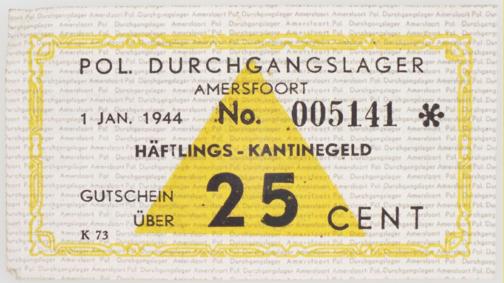 POL. DURCHGANGSLAGER
AMERSFOORT
1 JAN. 1944 No. 005141 *
HÄFTLINGS - KANTINEGELD
GUTSCHEIN
ÜBER
25 CENT
K 73